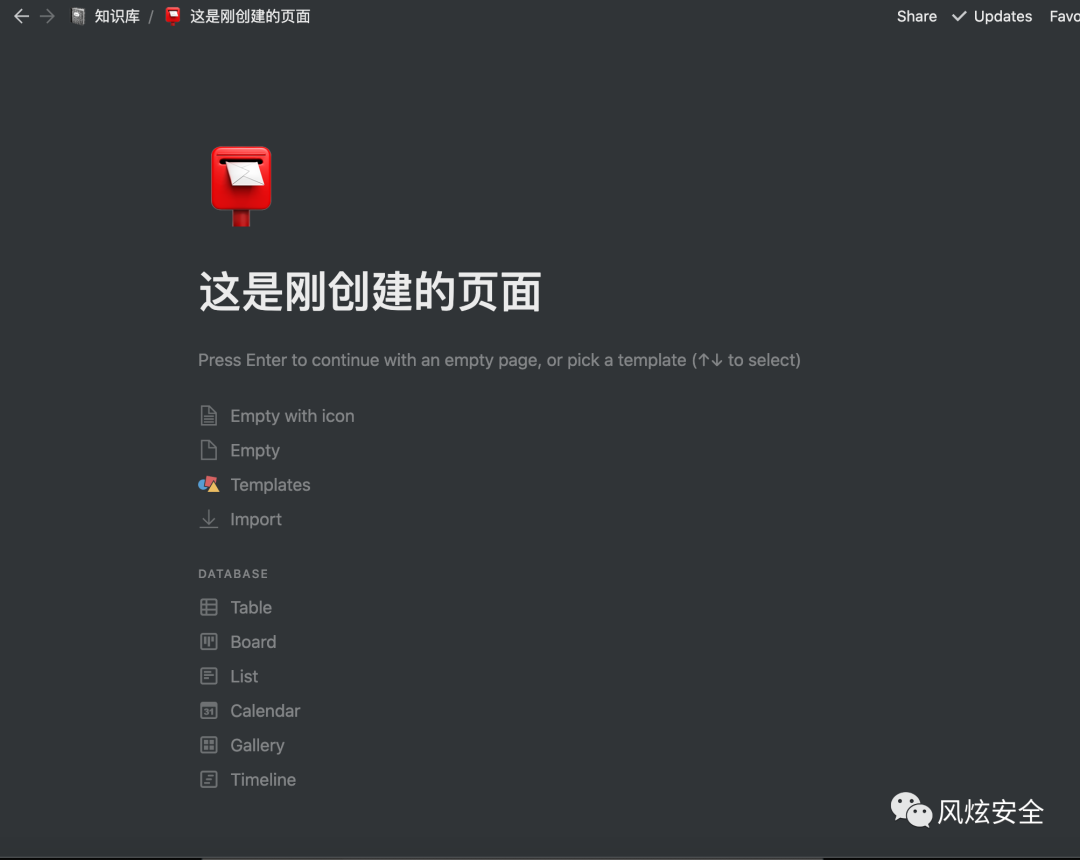 知识库 / 这是刚创建的页面 Share Updates Favo
这是刚创建的页面
Press Enter to continue with an empty page, or pick a template (↑↓ to select)
Empty with icon
Empty
Templates
Import
DATABASE
Table
Board
List
31 Calendar
Gallery
Timeline
风炫安全